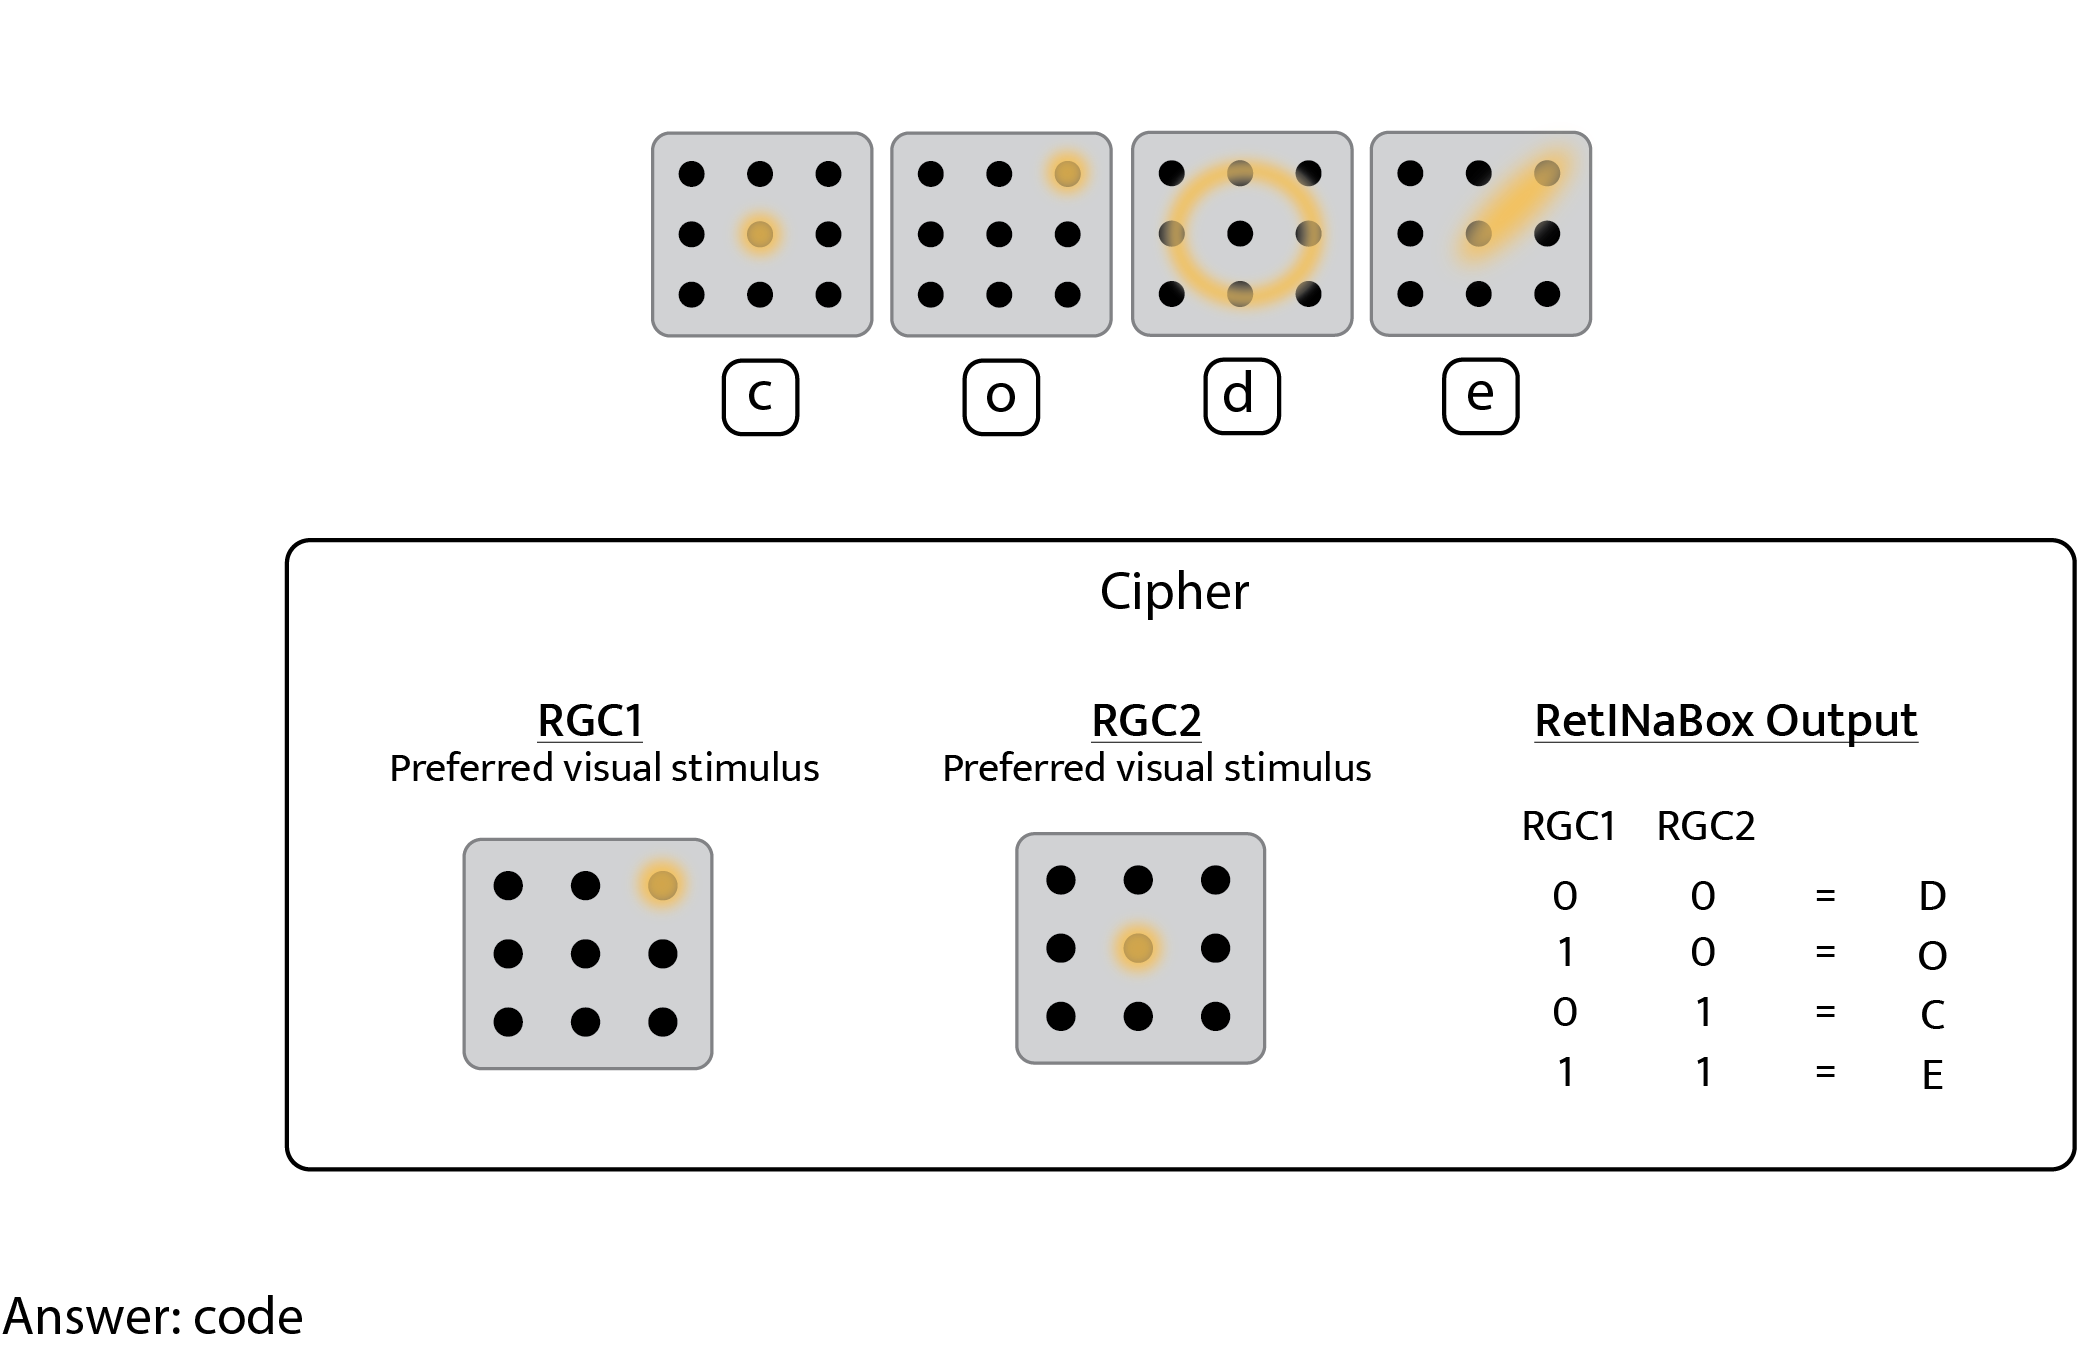 c o d e
Cipher
RGC1 RGC2 RetINaBox Output
Preferred visual stimulus Preferred visual stimulus
RGC1 RGC2
0 0 = D
1 0 = O
0 1 = C
1 1 = E
Answer: code